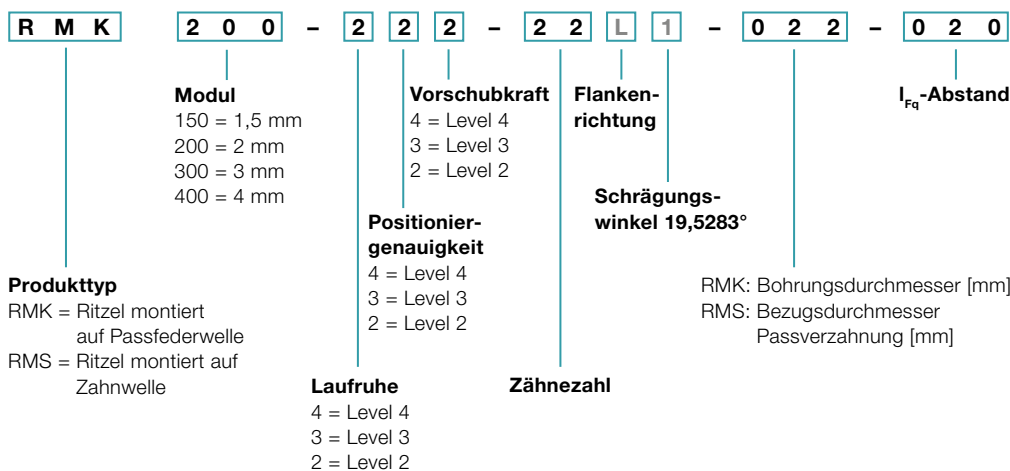 R M K 2 0 0 – 2 2 2 – 2 2 L 1 – 0 2 2 – 0 2 0
Modul
150 = 1,5 mm
200 = 2 mm
300 = 3 mm
400 = 4 mm
Vorschubkraft
4 = Level 4
3 = Level 3
2 = Level 2
Flanken-
richtung
I_Fq-Abstand
Schrägungs-
winkel 19,5283°
Positionier-
genauigkeit
4 = Level 4
3 = Level 3
2 = Level 2
Produkttyp
RMK = Ritzel montiert
auf Passfederwelle
RMS = Ritzel montiert auf
Zahnwelle
RMK: Bohrungsdurchmesser [mm]
RMS: Bezugsdurchmesser
Passverzahnung [mm]
Laufruhe
4 = Level 4
3 = Level 3
2 = Level 2
Zähnezahl